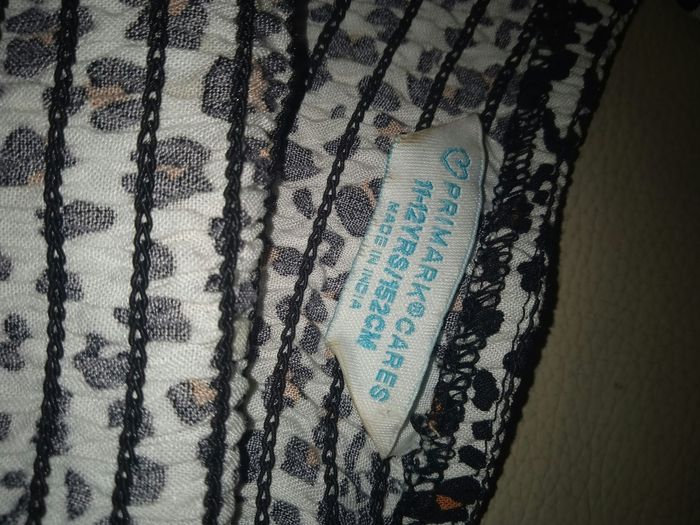 ♡ PRIMARK® CARES
11-12YRS/152CM
MADE IN INDIA